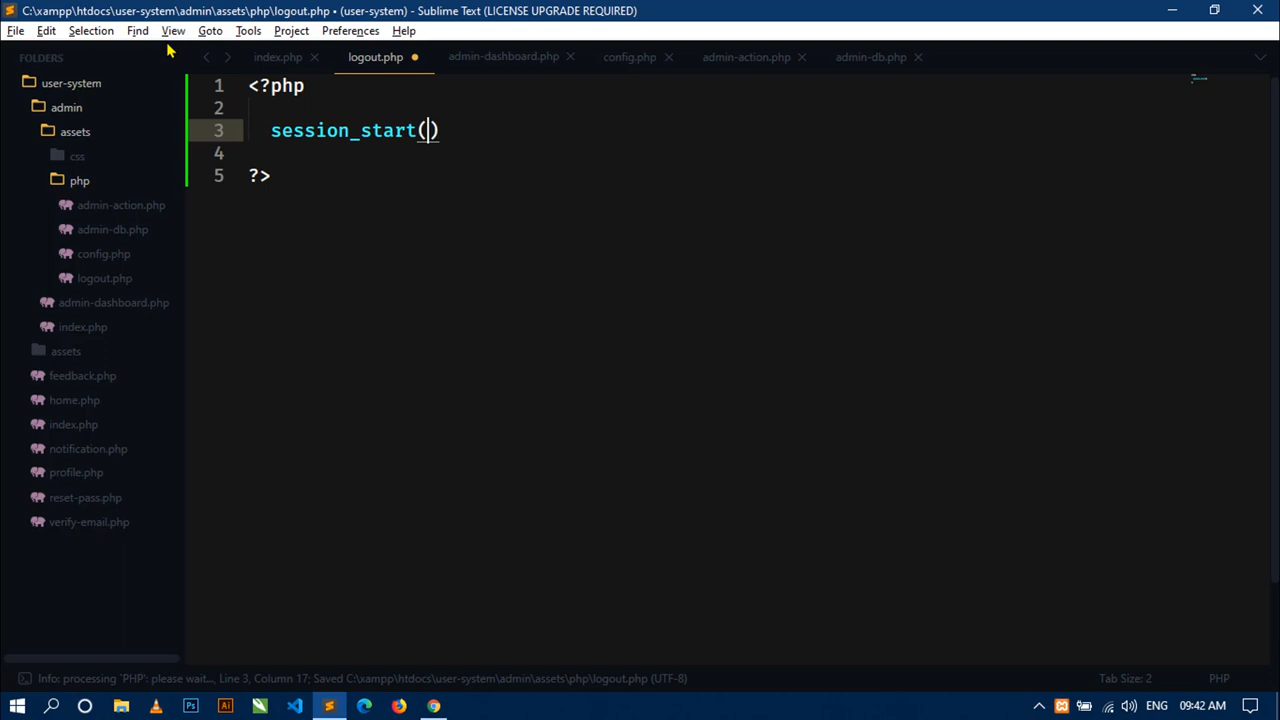 C:\xampp\htdocs\user-system\admin\assets\php\logout.php • (user-system) - Sublime Text (LICENSE UPGRADE REQUIRED)
File Edit Selection Find View Goto Tools Project Preferences Help
FOLDERS
user-system
admin
assets
css
php
admin-action.php
admin-db.php
config.php
logout.php
admin-dashboard.php
index.php
assets
feedback.php
home.php
index.php
notification.php
profile.php
reset-pass.php
verify-email.php
index.php logout.php admin-dashboard.php config.php admin-action.php admin-db.php
1 <?php
2
3 session_start()
4
5 ?>
Info: processing `PHP`: please wait..., Line 3, Column 17; Saved C:\xampp\htdocs\user-system\admin\assets\php\logout.php (UTF-8) Tab Size: 2 PHP
Ps Ai ENG 09:42 AM